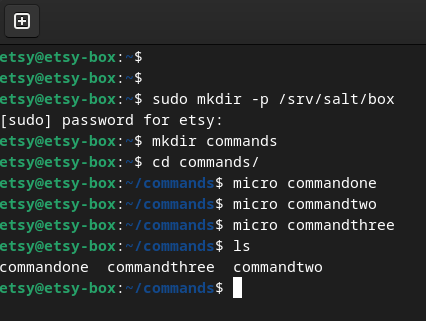 etsy@etsy-box:~$
etsy@etsy-box:~$
etsy@etsy-box:~$ sudo mkdir -p /srv/salt/box
[sudo] password for etsy:
etsy@etsy-box:~$ mkdir commands
etsy@etsy-box:~$ cd commands/
etsy@etsy-box:~/commands$ micro commandone
etsy@etsy-box:~/commands$ micro commandtwo
etsy@etsy-box:~/commands$ micro commandthree
etsy@etsy-box:~/commands$ ls
commandone  commandthree  commandtwo
etsy@etsy-box:~/commands$